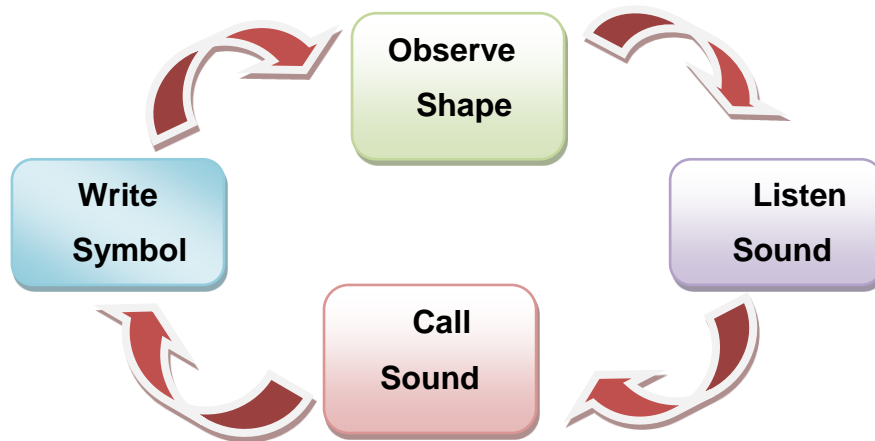 Observe
Shape
Write
Symbol
Listen
Sound
Call
Sound